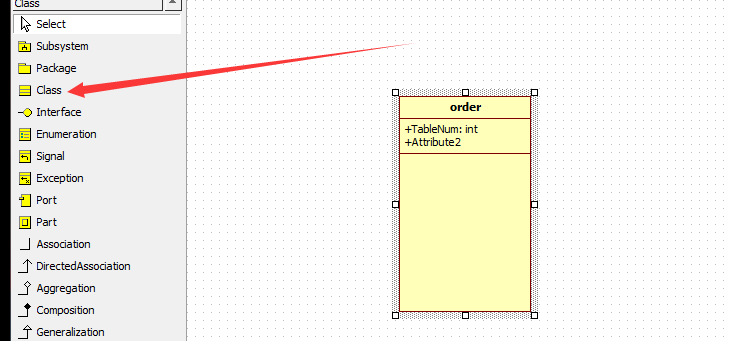 Class
Select
Subsystem
Package
Class
Interface
Enumeration
Signal
Exception
Port
Part
Association
DirectedAssociation
Aggregation
Composition
Generalization
order
+TableNum: int
+Attribute2